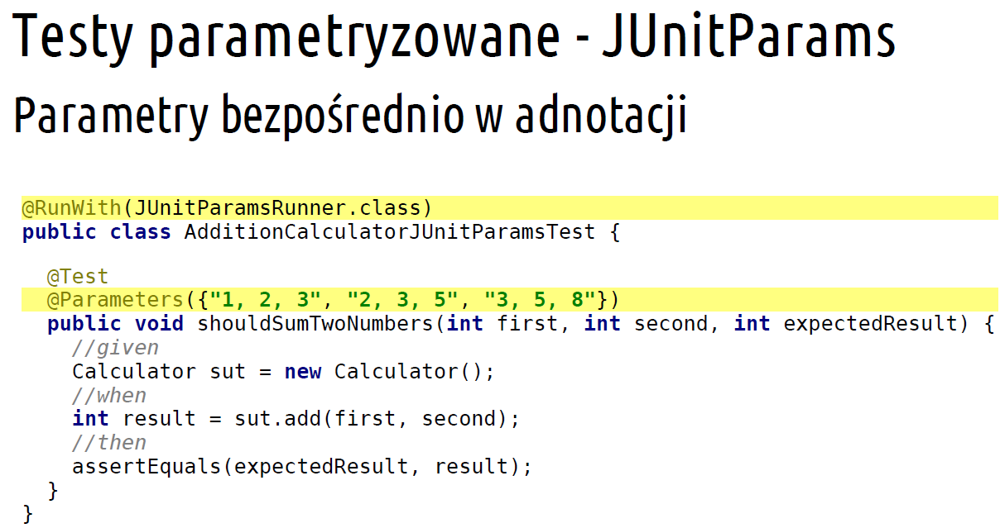 Testy parametryzowane - JUnitParams
Parametry bezpośrednio w adnotacji
@RunWith(JUnitParamsRunner.class)
public class AdditionCalculatorJUnitParamsTest {
@Test
@Parameters({"1, 2, 3", "2, 3, 5", "3, 5, 8"})
public void shouldSumTwoNumbers(int first, int second, int expectedResult) {
//given
Calculator sut = new Calculator();
//when
int result = sut.add(first, second);
//then
assertEquals(expectedResult, result);
}
}